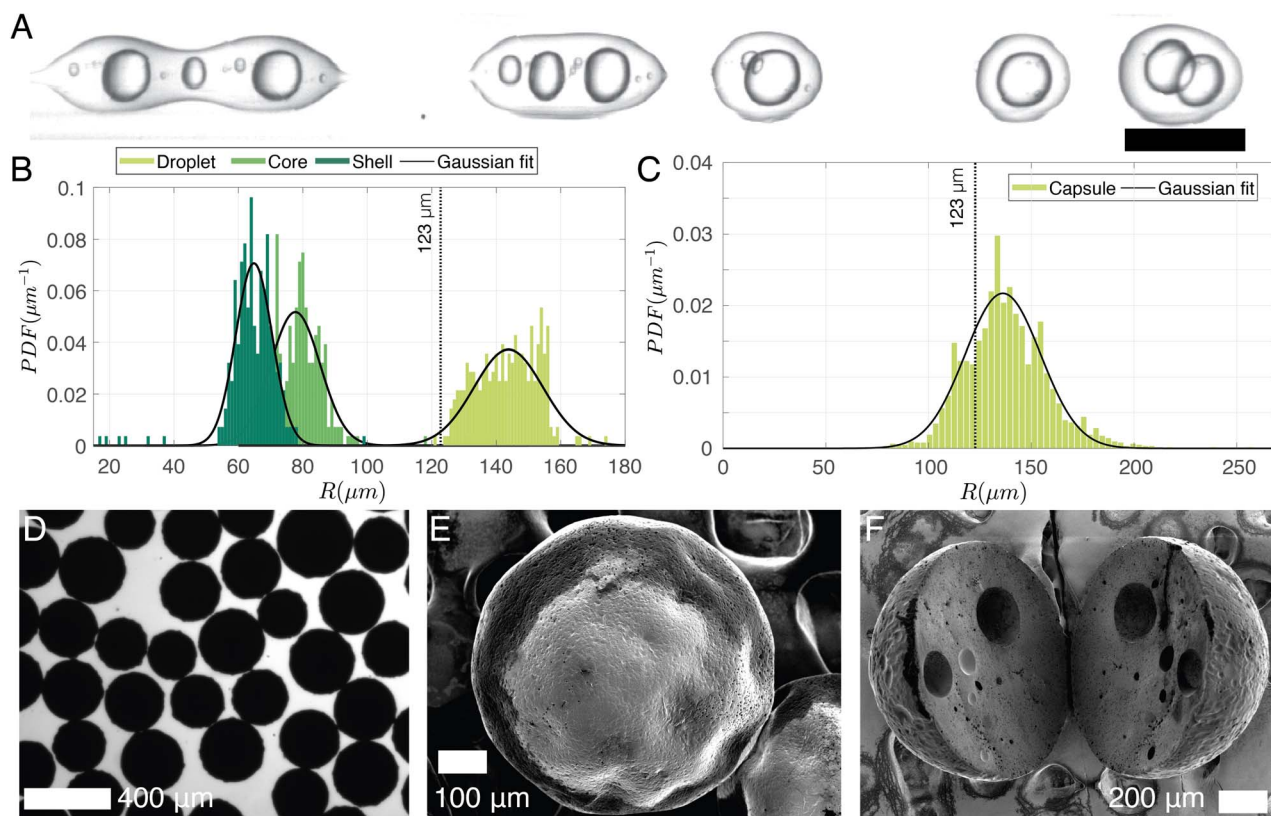 A
Droplet Core Shell Gaussian fit
B
0.1
0.08
0.06
0.04
0.02
0
PDF(μm⁻¹)
123 μm
20 40 60 80 100 120 140 160 180
R(μm)
C
Capsule Gaussian fit
0.04
0.03
0.02
0.01
0
PDF(μm⁻¹)
123 μm
0 50 100 150 200 250
R(μm)
D
400 μm
E
100 μm
F
200 μm